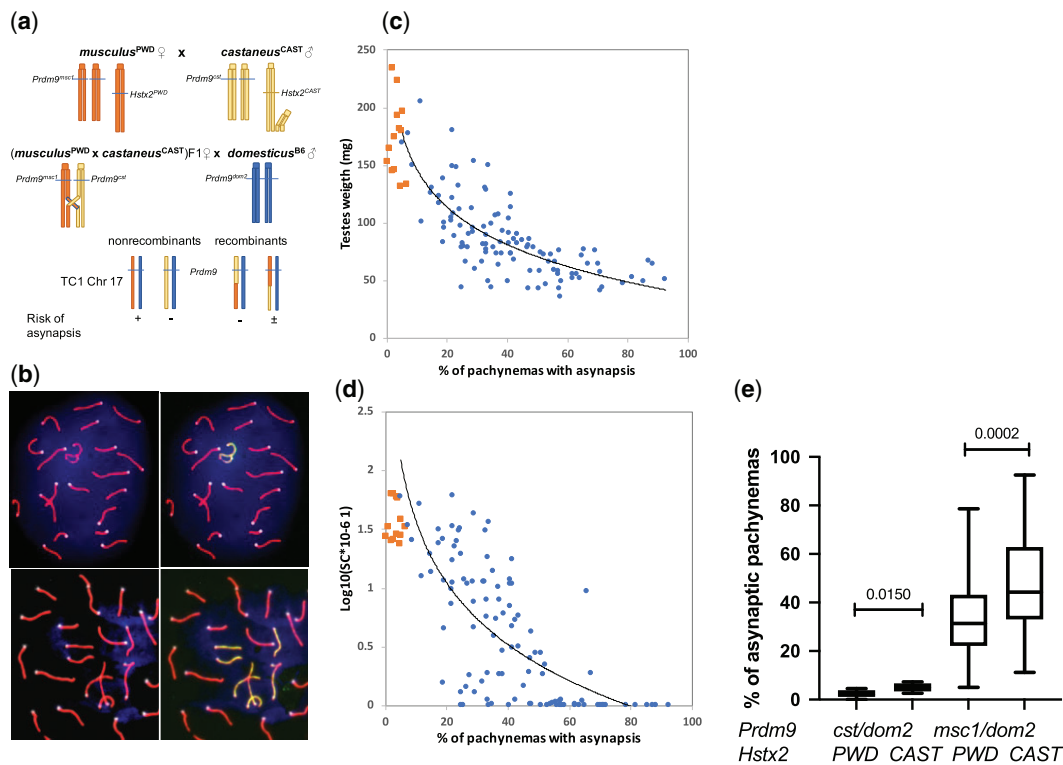 (a)
musculusPWD ♀ x castaneusCAST ♂
Prdm9msc1
Hstx2PWD
Prdm9cst
Hstx2CAST
(musculusPWD x castaneusCAST)F1♀ x domesticusB6 ♂
Prdm9msc1
Prdm9cst
Prdm9dom2
nonrecombinants
recombinants
TC1 Chr 17
Prdm9
Risk of
asynapsis
+ - - ±
(b)
(c)
Testes weigth (mg)
250
200
150
100
50
0
0 20 40 60 80 100
% of pachynemas with asynapsis
(d)
Log10(SC*10-6 1)
2.5
2
1.5
1
0.5
0
0 20 40 60 80 100
% of pachynemas with asynapsis
(e)
% of asynaptic pachynemas
100
80
60
40
20
0
0.0150
0.0002
Prdm9 cst/dom2 msc1/dom2
Hstx2 PWD CAST PWD CAST